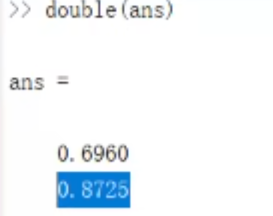 >> double(ans)
ans =
0.6960
0.8725